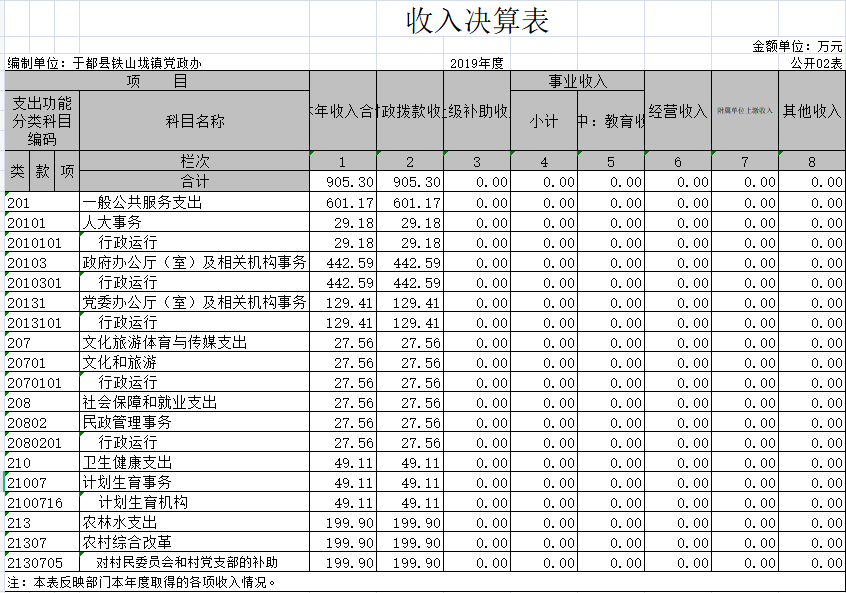 收入决算表
金额单位：万元
编制单位：于都县铁山垅镇党政办 2019年度 公开02表
项 目 本年收入合 政拨款收 级补助收 事业收入 经营收入 附属单位上缴收入 其他收入
支出功能分类科目编码 科目名称 小计 中：教育收
类 款 项 栏次 1 2 3 4 5 6 7 8
合计 905.30 905.30 0.00 0.00 0.00 0.00 0.00 0.00
201 一般公共服务支出 601.17 601.17 0.00 0.00 0.00 0.00 0.00 0.00
20101 人大事务 29.18 29.18 0.00 0.00 0.00 0.00 0.00 0.00
2010101 行政运行 29.18 29.18 0.00 0.00 0.00 0.00 0.00 0.00
20103 政府办公厅（室）及相关机构事务 442.59 442.59 0.00 0.00 0.00 0.00 0.00 0.00
2010301 行政运行 442.59 442.59 0.00 0.00 0.00 0.00 0.00 0.00
20131 党委办公厅（室）及相关机构事务 129.41 129.41 0.00 0.00 0.00 0.00 0.00 0.00
2013101 行政运行 129.41 129.41 0.00 0.00 0.00 0.00 0.00 0.00
207 文化旅游体育与传媒支出 27.56 27.56 0.00 0.00 0.00 0.00 0.00 0.00
20701 文化和旅游 27.56 27.56 0.00 0.00 0.00 0.00 0.00 0.00
2070101 行政运行 27.56 27.56 0.00 0.00 0.00 0.00 0.00 0.00
208 社会保障和就业支出 27.56 27.56 0.00 0.00 0.00 0.00 0.00 0.00
20802 民政管理事务 27.56 27.56 0.00 0.00 0.00 0.00 0.00 0.00
2080201 行政运行 27.56 27.56 0.00 0.00 0.00 0.00 0.00 0.00
210 卫生健康支出 49.11 49.11 0.00 0.00 0.00 0.00 0.00 0.00
21007 计划生育事务 49.11 49.11 0.00 0.00 0.00 0.00 0.00 0.00
2100716 计划生育机构 49.11 49.11 0.00 0.00 0.00 0.00 0.00 0.00
213 农林水支出 199.90 199.90 0.00 0.00 0.00 0.00 0.00 0.00
21307 农村综合改革 199.90 199.90 0.00 0.00 0.00 0.00 0.00 0.00
2130705 对村民委员会和村党支部的补助 199.90 199.90 0.00 0.00 0.00 0.00 0.00 0.00
注：本表反映部门本年度取得的各项收入情况。